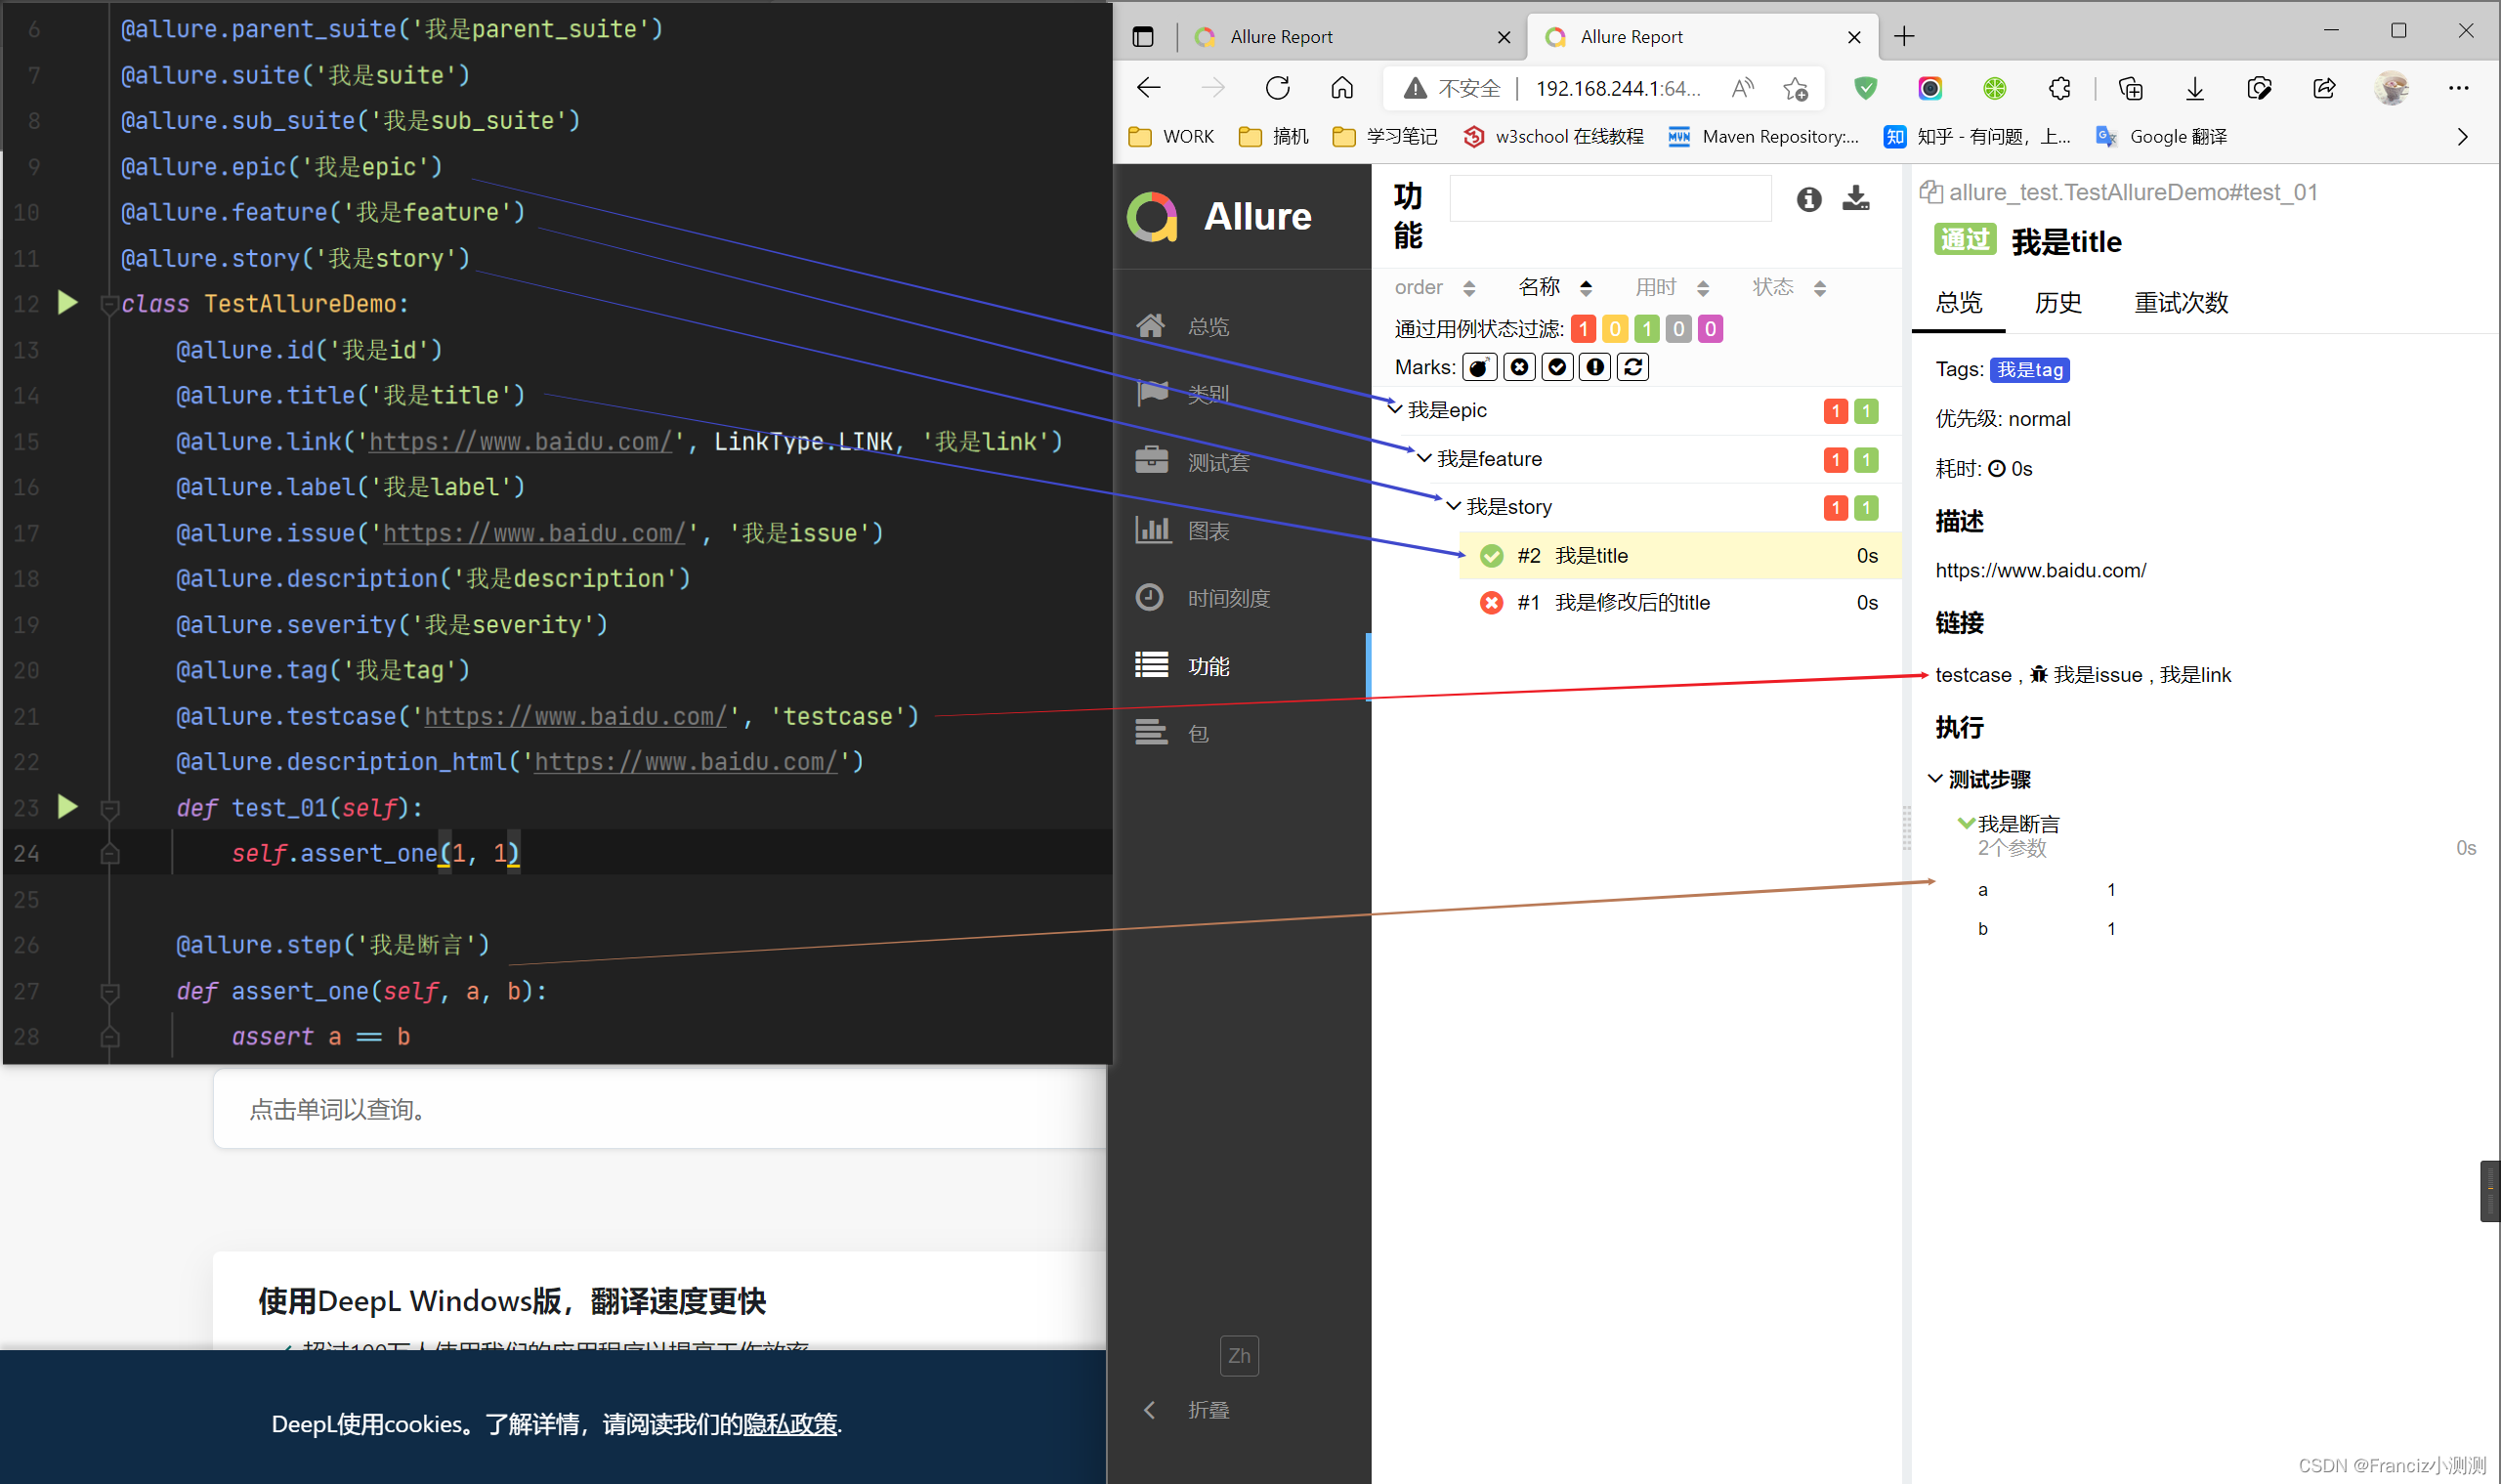 6 @allure.parent_suite('我是parent_suite')
7 @allure.suite('我是suite')
8 @allure.sub_suite('我是sub_suite')
9 @allure.epic('我是epic')
10 @allure.feature('我是feature')
11 @allure.story('我是story')
12 class TestAllureDemo:
13 @allure.id('我是id')
14 @allure.title('我是title')
15 @allure.link('https://www.baidu.com/', LinkType.LINK, '我是link')
16 @allure.label('我是label')
17 @allure.issue('https://www.baidu.com/', '我是issue')
18 @allure.description('我是description')
19 @allure.severity('我是severity')
20 @allure.tag('我是tag')
21 @allure.testcase('https://www.baidu.com/', 'testcase')
22 @allure.description_html('https://www.baidu.com/')
23 def test_01(self):
24 self.assert_one(1, 1)
25
26 @allure.step('我是断言')
27 def assert_one(self, a, b):
28 assert a == b
点击单词以查询。
使用DeepL Windows版，翻译速度更快
超过100万人使用我们的应用程序以提高工作效率
DeepL使用cookies。了解详情，请阅读我们的隐私政策.
Allure Report
Allure Report
不安全 192.168.244.1:64...
WORK 搞机 学习笔记 w3school 在线教程 Maven Repository:... 知乎 - 有问题，上... Google 翻译
Allure
总览
类别
测试套
图表
时间刻度
功能
包
Zh
折叠
功能
order 名称 用时 状态
通过用例状态过滤: 1 0 1 0 0
Marks:
我是epic 1 1
我是feature 1 1
我是story 1 1
#2 我是title 0s
#1 我是修改后的title 0s
allure_test.TestAllureDemo#test_01
通过 我是title
总览 历史 重试次数
Tags: 我是tag
优先级: normal
耗时: 0s
描述
https://www.baidu.com/
链接
testcase , 我是issue , 我是link
执行
测试步骤
我是断言
2个参数 0s
a 1
b 1
CSDN @Franciz小测测